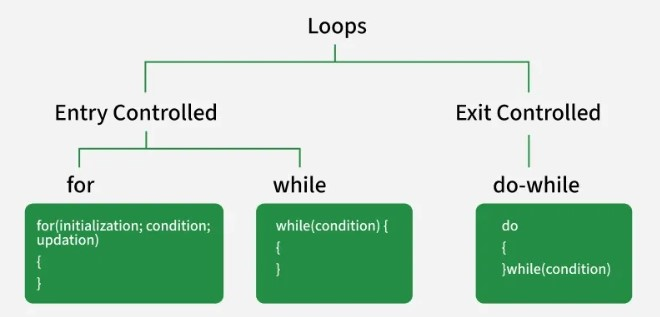 Loops
Entry Controlled
Exit Controlled
for
while
do-while
for(initialization; condition;
updation)
{
}
while(condition) {
{
}
do
{
}while(condition)